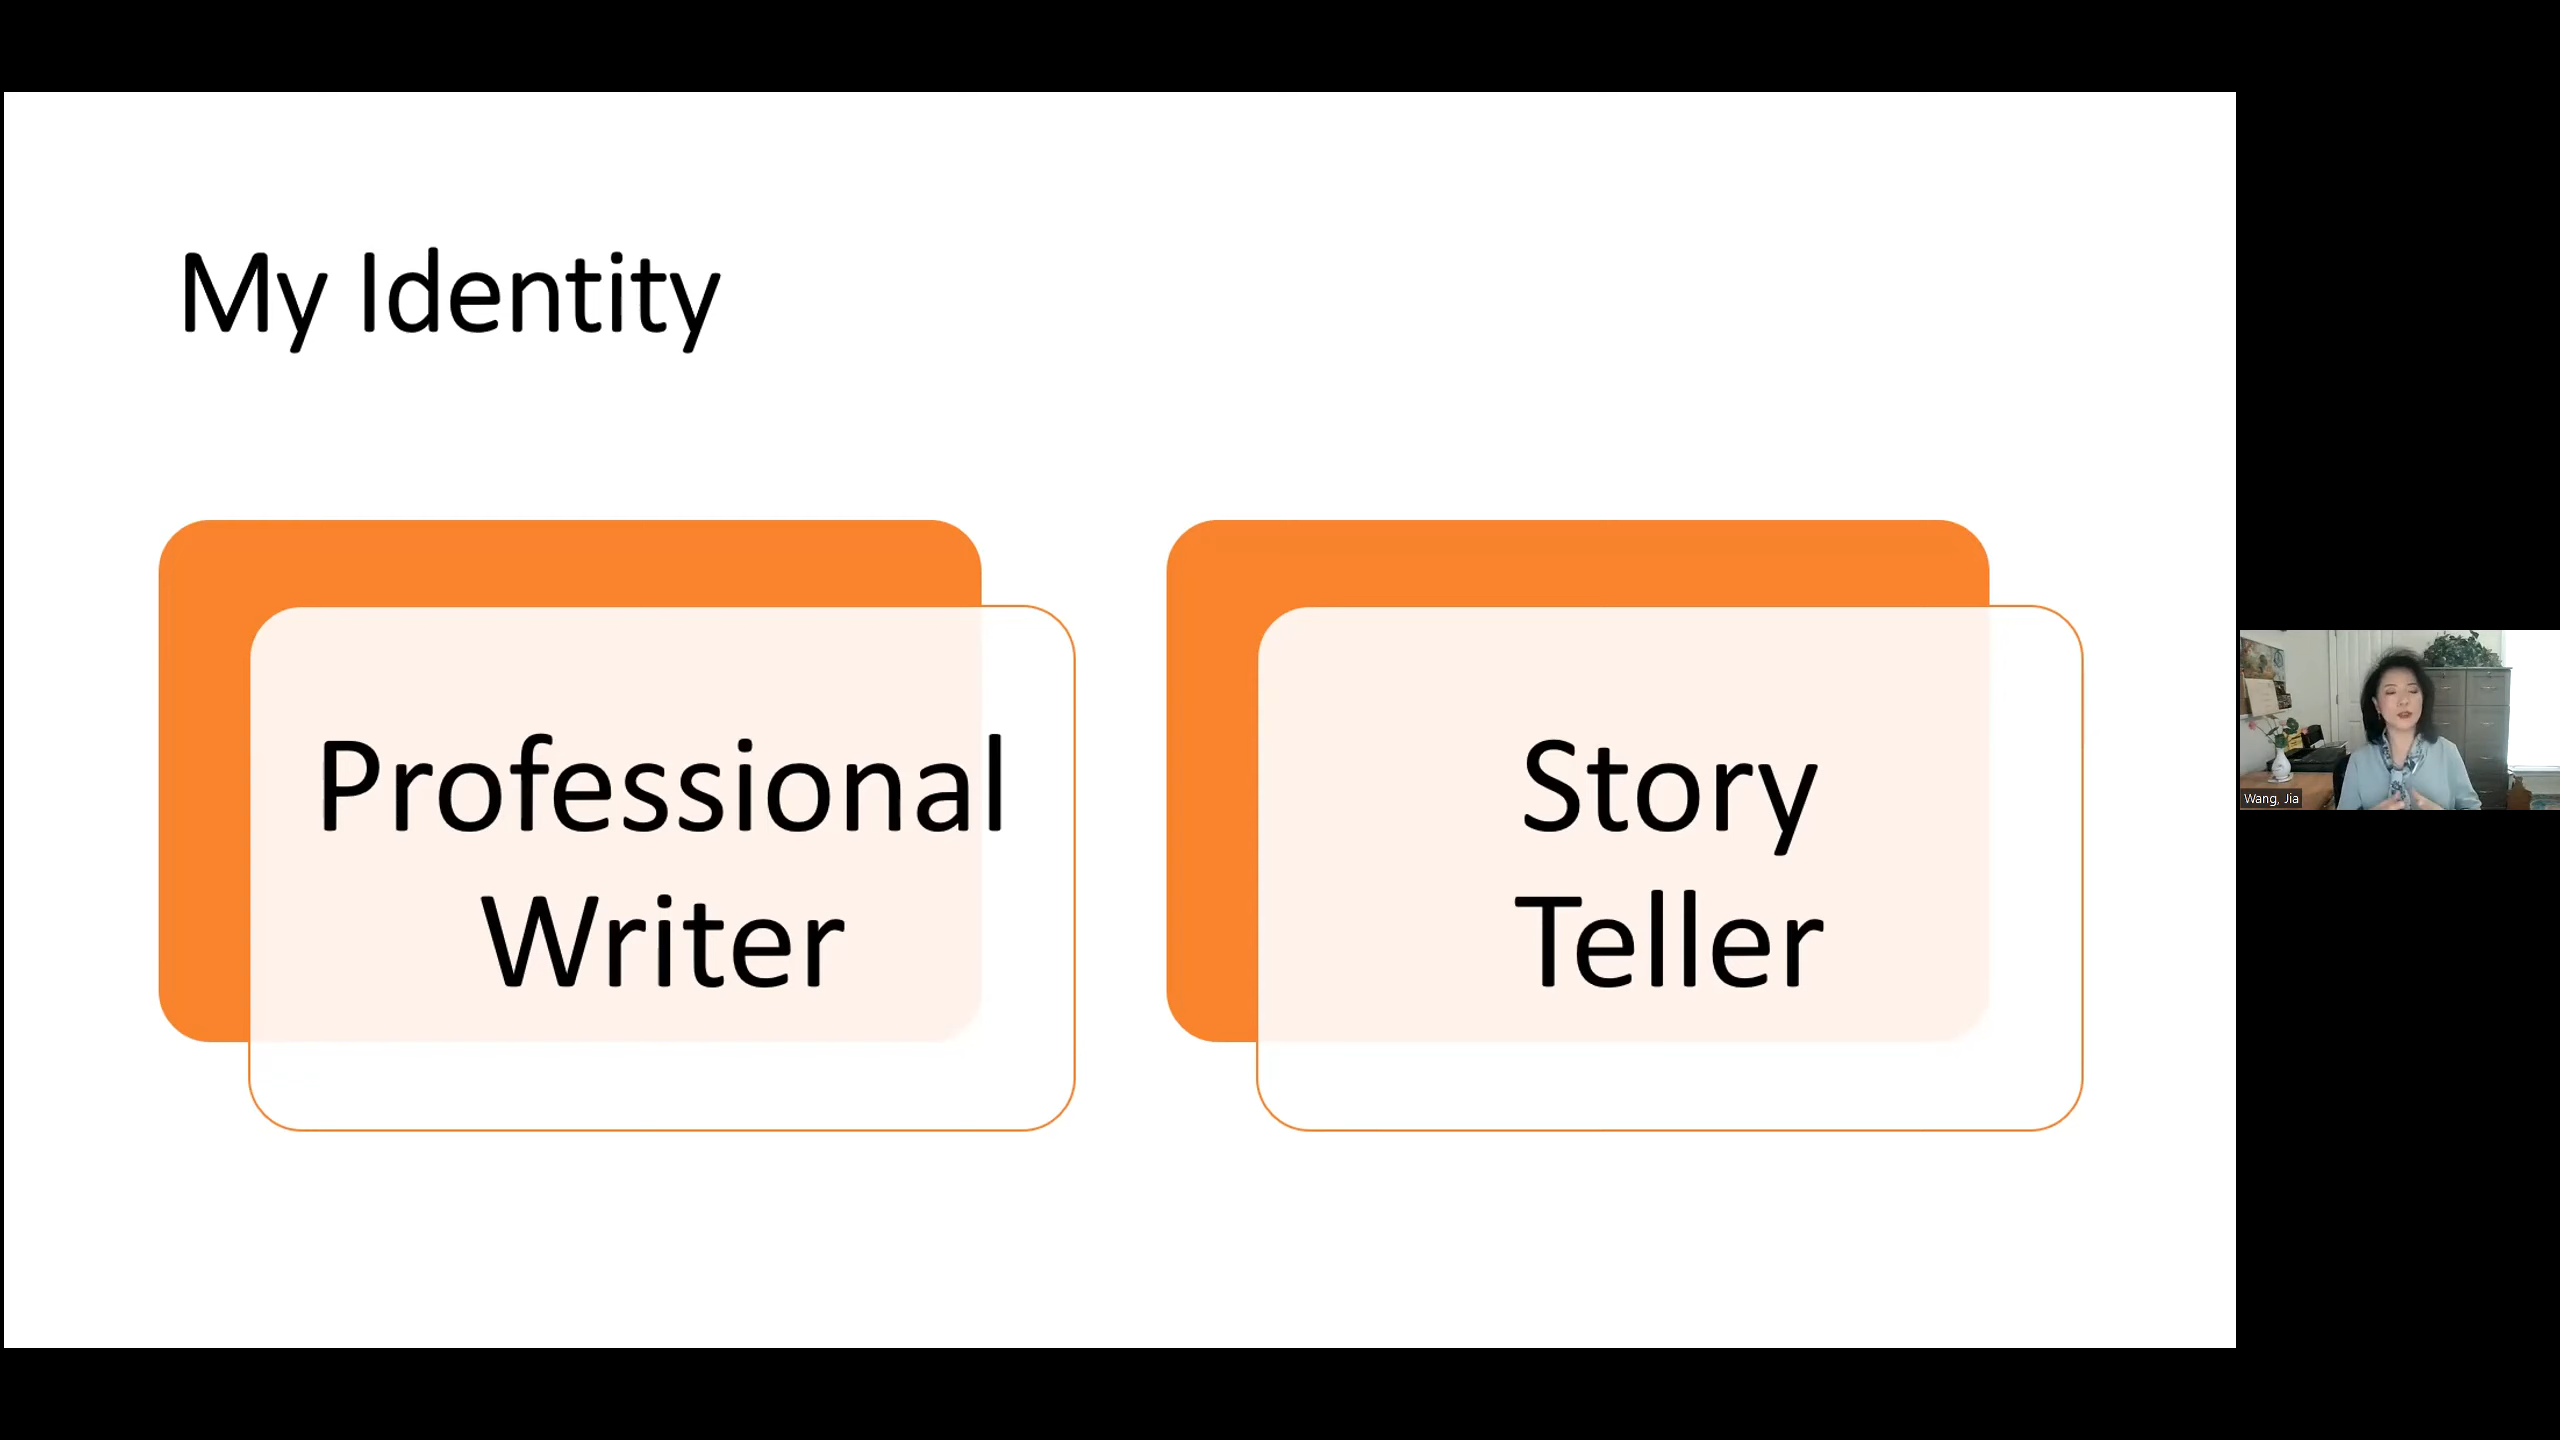 My Identity
Professional
Writer
Story
Teller
Wang, Jia